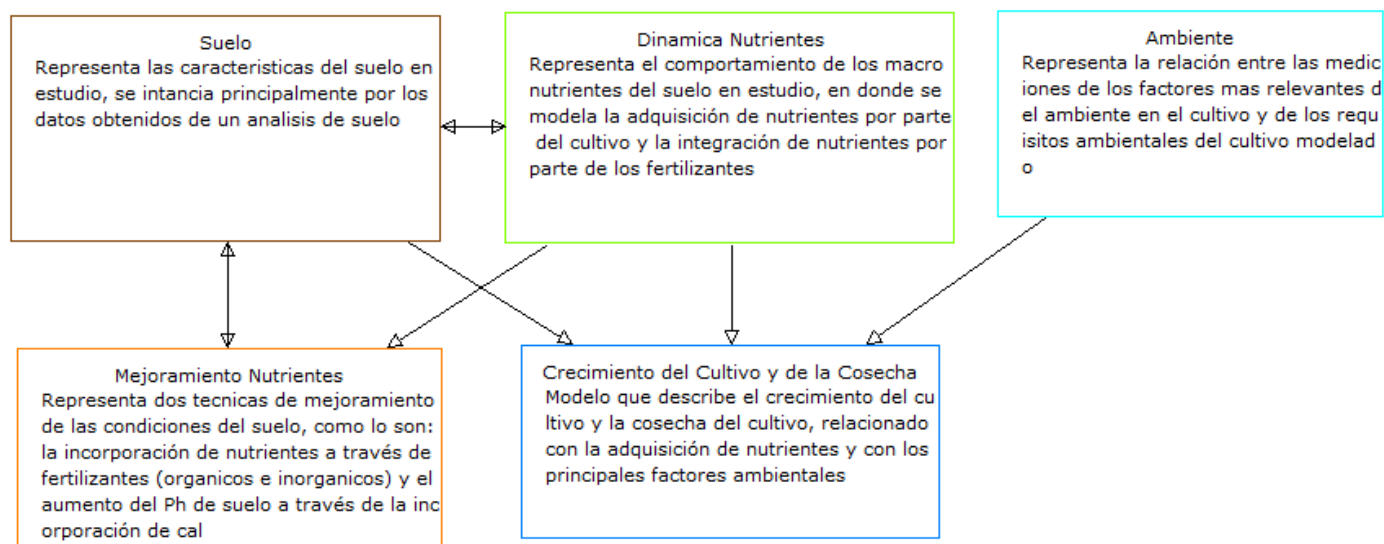 Suelo
Representa las caracteristicas del suelo en
estudio, se intancia principalmente por los
datos obtenidos de un analisis de suelo
Dinamica Nutrientes
Representa el comportamiento de los macro
nutrientes del suelo en estudio, en donde se
modela la adquisición de nutrientes por parte
del cultivo y la integración de nutrientes por
parte de los fertilizantes
Ambiente
Representa la relación entre las medic
iones de los factores mas relevantes d
el ambiente en el cultivo y de los requ
isitos ambientales del cultivo modelad
o
Mejoramiento Nutrientes
Representa dos tecnicas de mejoramiento
de las condiciones del suelo, como lo son:
la incorporación de nutrientes a través de
fertilizantes (organicos e inorganicos) y el
aumento del Ph de suelo a través de la inc
orporación de cal
Crecimiento del Cultivo y de la Cosecha
Modelo que describe el crecimiento del cu
ltivo y la cosecha del cultivo, relacionado
con la adquisición de nutrientes y con los
principales factores ambientales